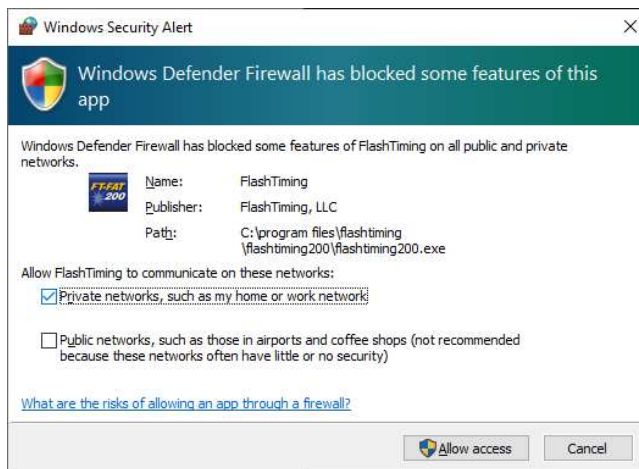 Windows Security Alert
Windows Defender Firewall has blocked some features of this
app
Windows Defender Firewall has blocked some features of FlashTiming on all public and private
networks.
FT-FAT
200
Name: FlashTiming
Publisher: FlashTiming, LLC
Path: C:\program files\flashtiming
\flashtiming200\flashtiming200.exe
Allow FlashTiming to communicate on these networks:
Private networks, such as my home or work network
Public networks, such as those in airports and coffee shops (not recommended
because these networks often have little or no security)
What are the risks of allowing an app through a firewall?
Allow access Cancel